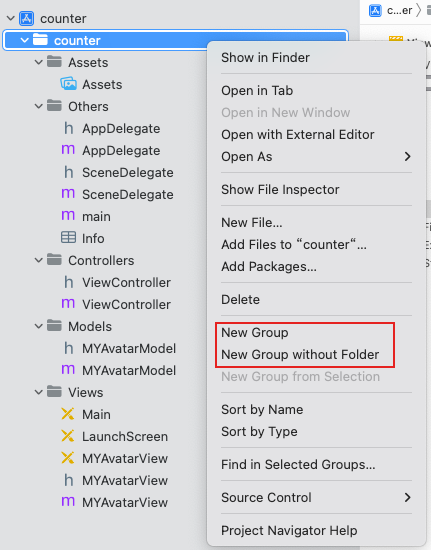 counter
counter
Assets
Assets
Others
h AppDelegate
m AppDelegate
h SceneDelegate
m SceneDelegate
m main
Info
Controllers
h ViewController
m ViewController
Models
h MYAvatarModel
m MYAvatarModel
Views
Main
LaunchScreen
MYAvatarView
h MYAvatarView
m MYAvatarView
Show in Finder
Open in Tab
Open in New Window
Open with External Editor
Open As
Show File Inspector
New File...
Add Files to “counter“...
Add Packages...
Delete
New Group
New Group without Folder
New Group from Selection
Sort by Name
Sort by Type
Find in Selected Groups...
Source Control
Project Navigator Help
c...er